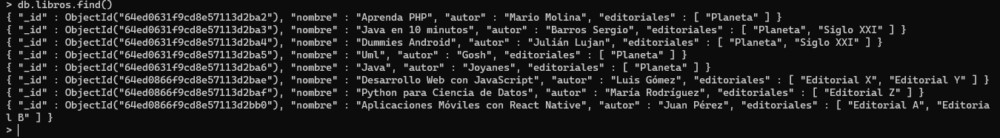 > db.libros.find()
{ "_id" : ObjectId("64ed0631f9cd8e57113d2ba2"), "nombre" : "Aprenda PHP", "autor" : "Mario Molina", "editoriales" : [ "Planeta" ] }
{ "_id" : ObjectId("64ed0631f9cd8e57113d2ba3"), "nombre" : "Java en 10 minutos", "autor" : "Barros Sergio", "editoriales" : [ "Planeta", "Siglo XXI" ] }
{ "_id" : ObjectId("64ed0631f9cd8e57113d2ba4"), "nombre" : "Dummies Android", "autor" : "Julián Lujan", "editoriales" : [ "Planeta", "Siglo XXI" ] }
{ "_id" : ObjectId("64ed0631f9cd8e57113d2ba5"), "nombre" : "Uml", "autor" : "Gosh", "editoriales" : [ "Planeta" ] }
{ "_id" : ObjectId("64ed0631f9cd8e57113d2ba6"), "nombre" : "Java", "autor" : "Joyanes", "editoriales" : [ "Planeta" ] }
{ "_id" : ObjectId("64ed0866f9cd8e57113d2bae"), "nombre" : "Desarrollo Web con JavaScript", "autor" : "Luis Gómez", "editoriales" : [ "Editorial X", "Editorial Y" ] }
{ "_id" : ObjectId("64ed0866f9cd8e57113d2baf"), "nombre" : "Python para Ciencia de Datos", "autor" : "María Rodríguez", "editoriales" : [ "Editorial Z" ] }
{ "_id" : ObjectId("64ed0866f9cd8e57113d2bb0"), "nombre" : "Aplicaciones Móviles con React Native", "autor" : "Juan Pérez", "editoriales" : [ "Editorial A", "Editoria
l B" ] }
>